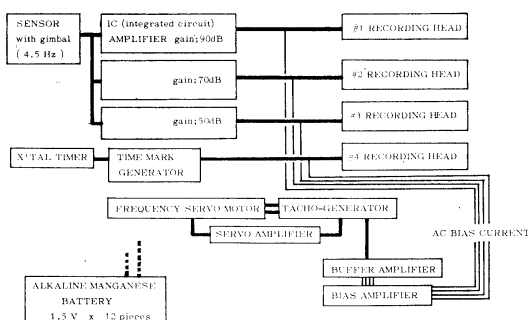 SENSOR
with gimbal
( 4.5 Hz )
IC (integrated circuit)
AMPLIFIER gain;90dB
gain;70dB
gain;50dB
#1 RECORDING HEAD
#2 RECORDING HEAD
#3 RECORDING HEAD
#4 RECORDING HEAD
X'TAL TIMER
TIME MARK
GENERATOR
FREQUENCY SERVO MOTOR
TACHO-GENERATOR
SERVO AMPLIFIER
AC BIAS CURRENT
BUFFER AMPLIFIER
BIAS AMPLIFIER
ALKALINE MANGANESE
BATTERY
1.5 V x 12 pieces